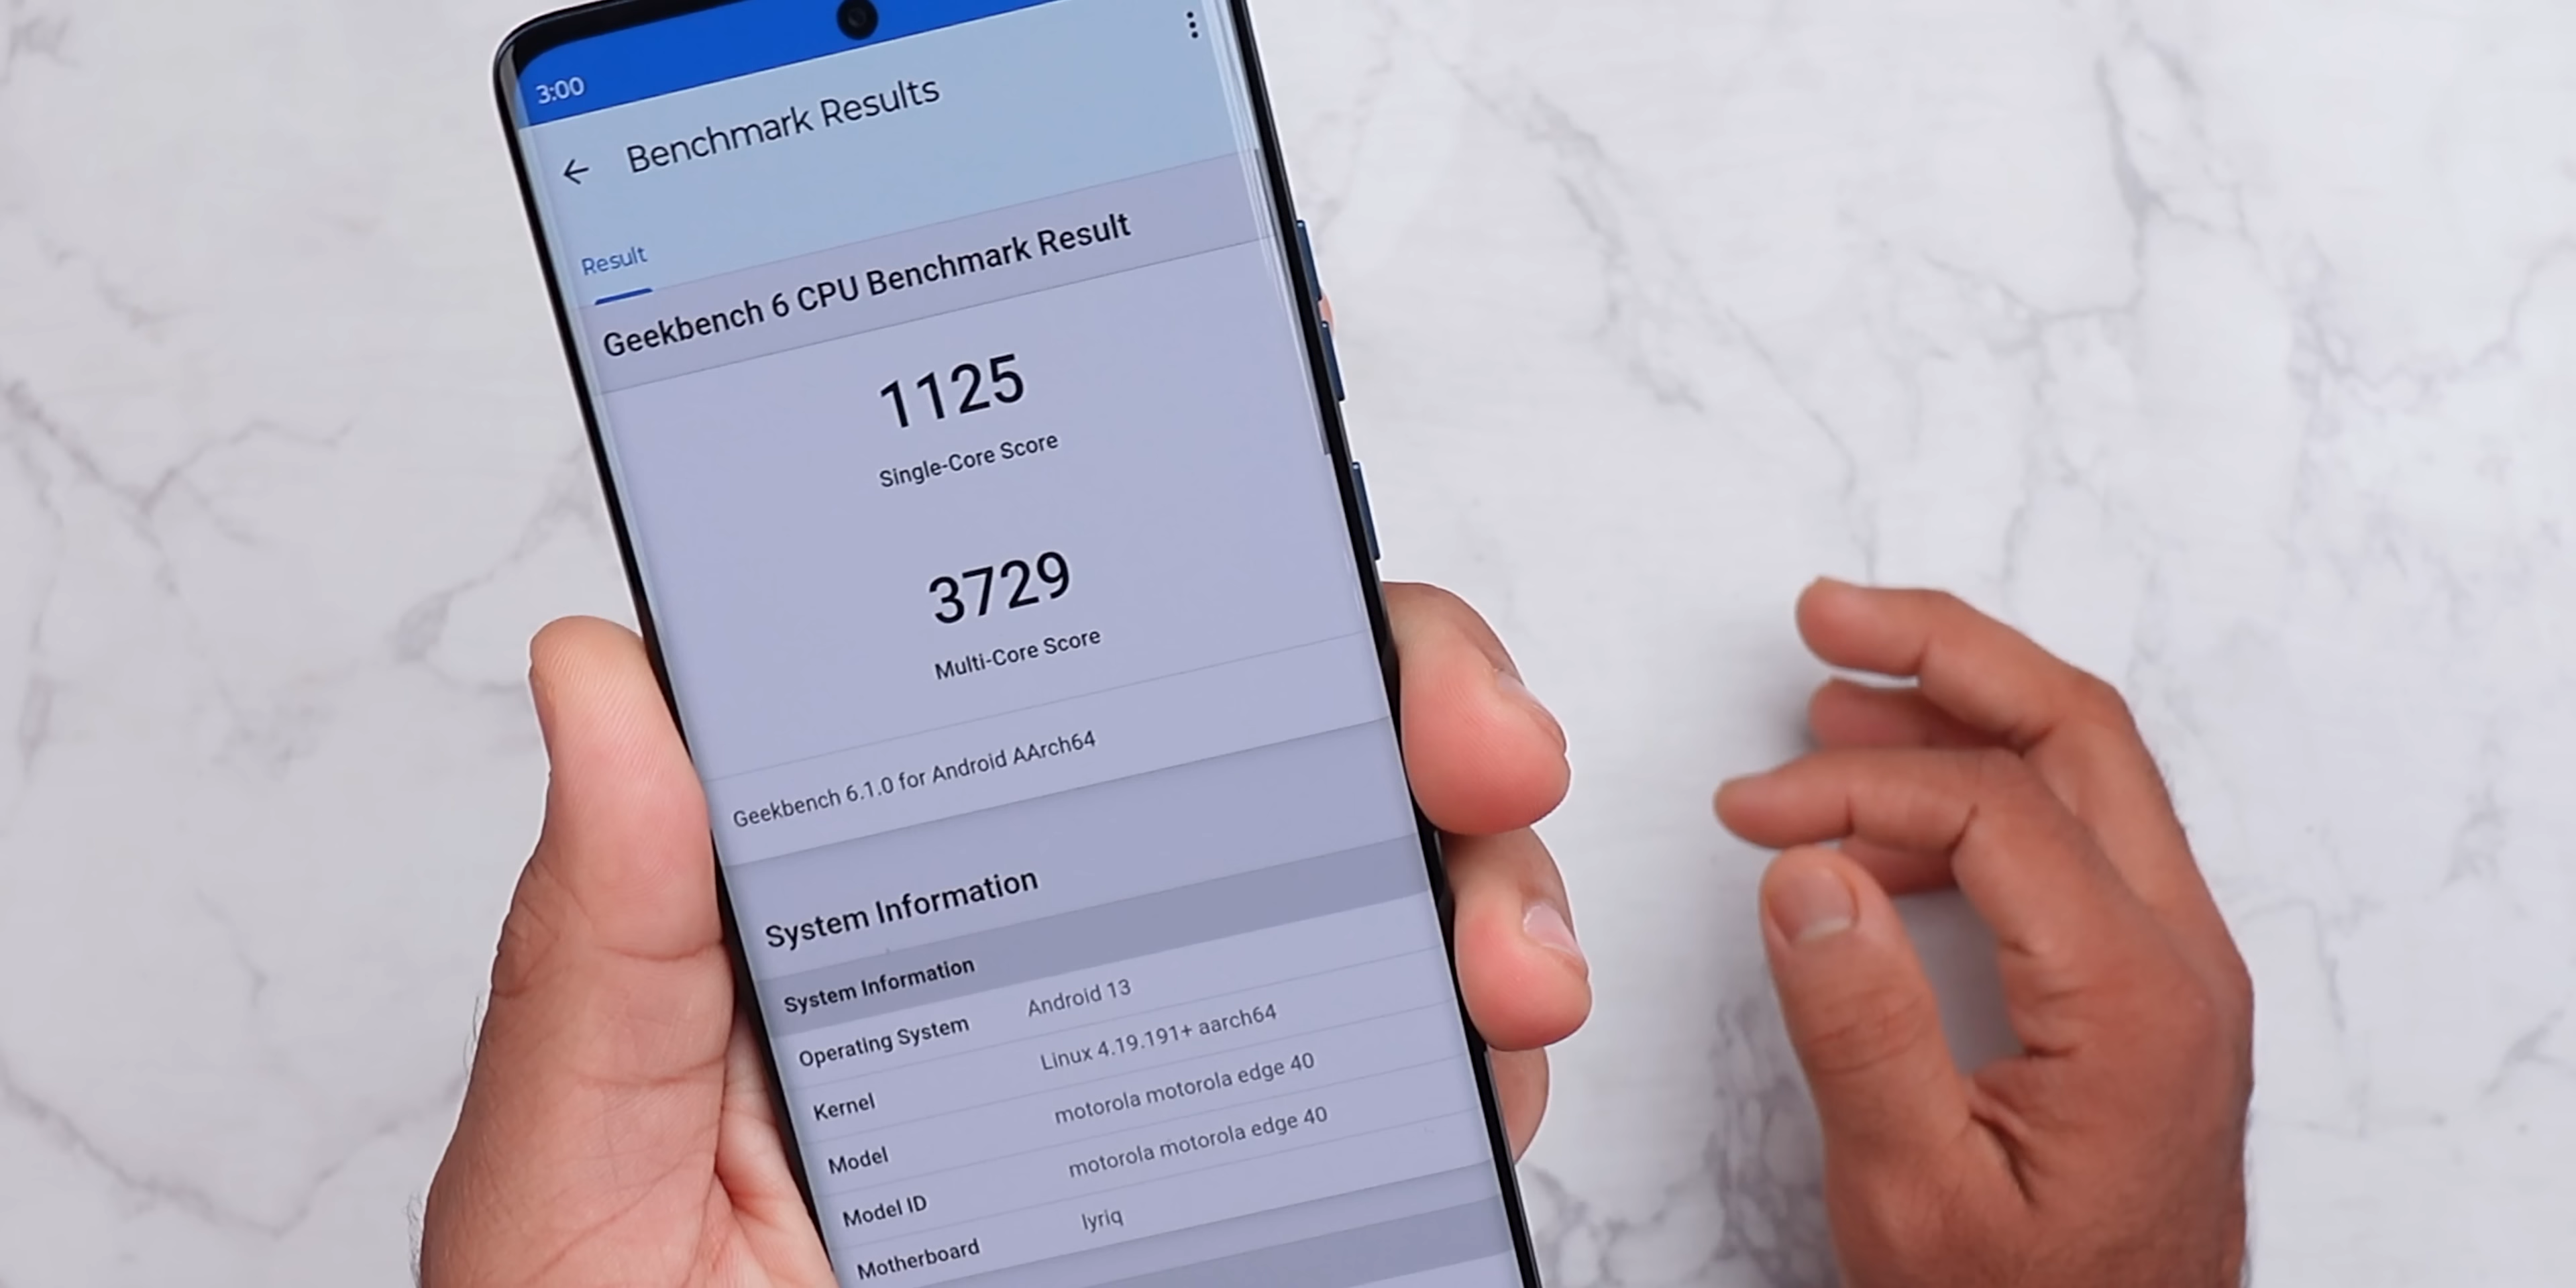 3:00
Benchmark Results
Result
Geekbench 6 CPU Benchmark Result
1125
Single-Core Score
3729
Multi-Core Score
Geekbench 6.1.0 for Android AArch64
System Information
System Information
Operating System Android 13
Kernel Linux 4.19.191+ aarch64
Model motorola motorola edge 40
Model ID motorola motorola edge 40
Motherboard lyriq